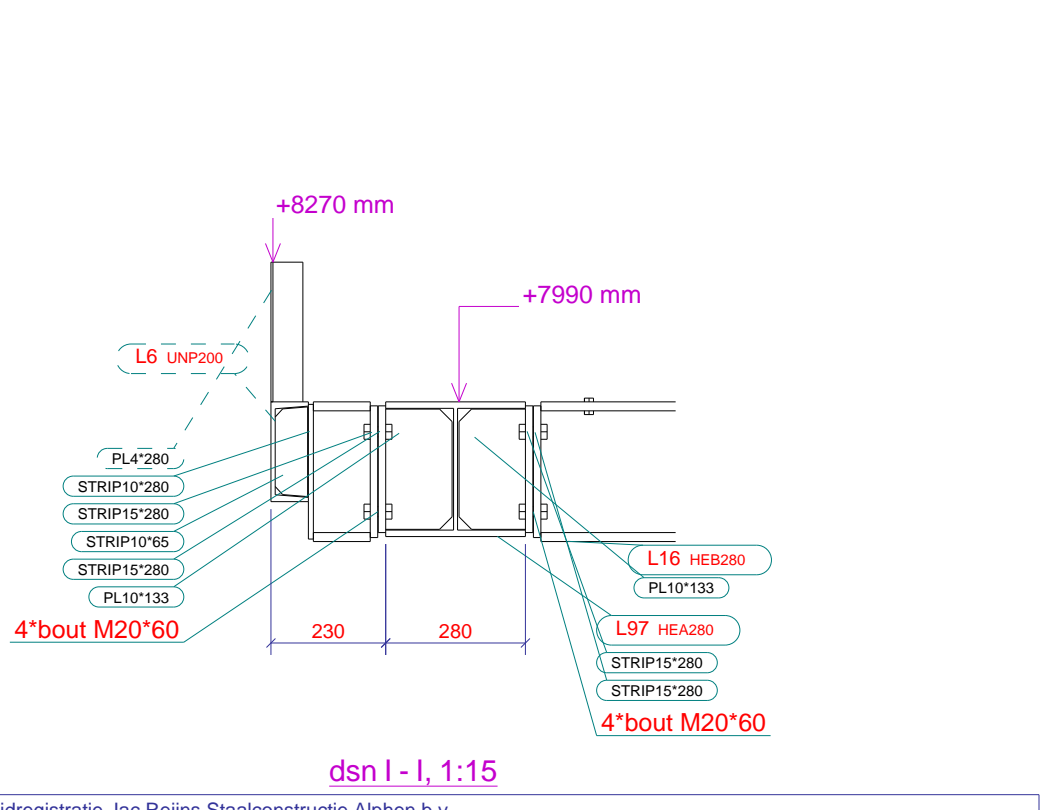 +8270 mm
+7990 mm
L6 UNP200
PL4*280
STRIP10*280
STRIP15*280
STRIP10*65
STRIP15*280
PL10*133
4*bout M20*60
230
280
L16 HEB280
PL10*133
L97 HEA280
STRIP15*280
STRIP15*280
4*bout M20*60
dsn I - I, 1:15